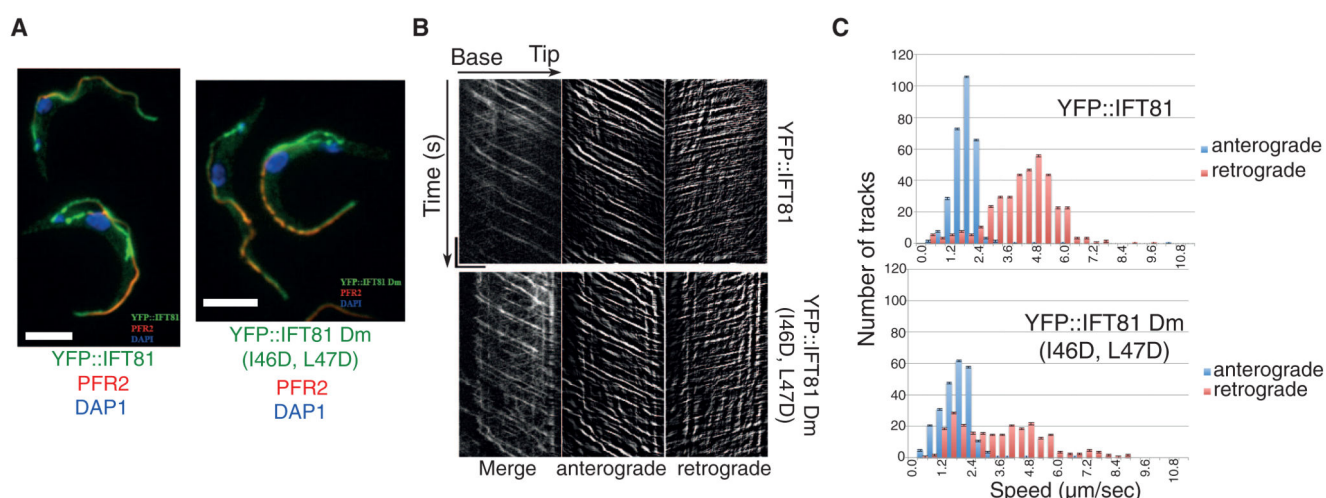 A
YFP::IFT81
PFR2
DAPI
YFP::IFT81 Dm
PFR2
DAPI
YFP::IFT81
PFR2
DAP1
YFP::IFT81 Dm
(I46D, L47D)
PFR2
DAP1
B
Base
Tip
Time (s)
YFP::IFT81
YFP::IFT81 Dm
(I46D, L47D)
Merge
anterograde
retrograde
C
Number of tracks
120
100
80
60
40
20
0
0.0
1.2
2.4
3.6
4.8
6.0
7.2
8.4
9.6
10.8
YFP::IFT81
anterograde
retrograde
120
100
80
60
40
20
0
0.0
1.2
2.4
3.6
4.8
6.0
7.2
8.4
9.6
10.8
YFP::IFT81 Dm
(I46D, L47D)
anterograde
retrograde
Speed (µm/sec)